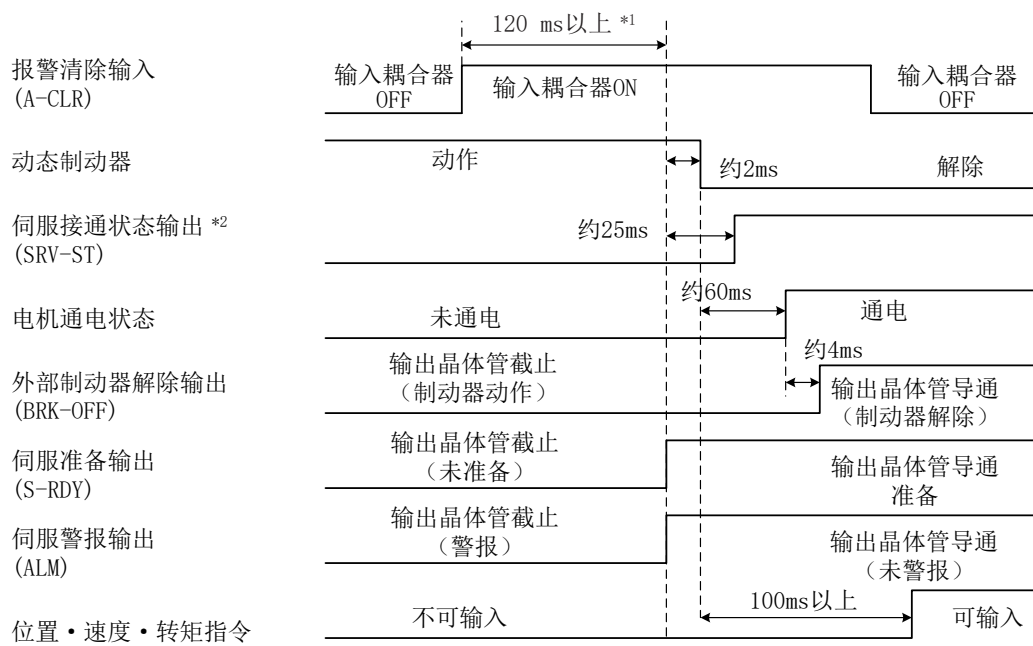 120 ms以上 *1
报警清除输入
(A-CLR)
输入耦合器
OFF
输入耦合器ON
输入耦合器
OFF
动态制动器
动作
约2ms
解除
伺服接通状态输出 *2
(SRV-ST)
约25ms
约60ms
电机通电状态
未通电
通电
约4ms
外部制动器解除输出
(BRK-OFF)
输出晶体管截止
（制动器动作）
输出晶体管导通
（制动器解除）
伺服准备输出
(S-RDY)
输出晶体管截止
（未准备）
输出晶体管导通
准备
伺服警报输出
(ALM)
输出晶体管截止
（警报）
输出晶体管导通
（未警报）
位置・速度・转矩指令
不可输入
100ms以上
可输入